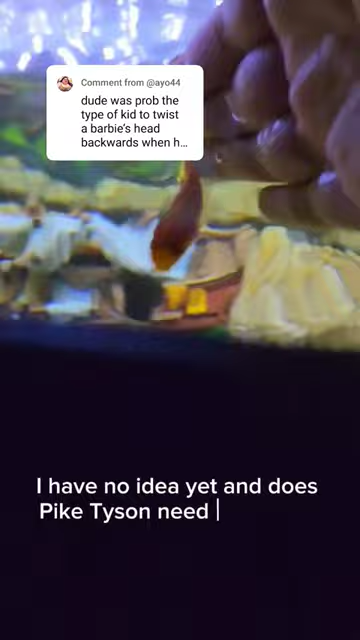 Comment from @ayo44
dude was prob the
type of kid to twist
a barbie's head
backwards when h...
I have no idea yet and does
Pike Tyson need